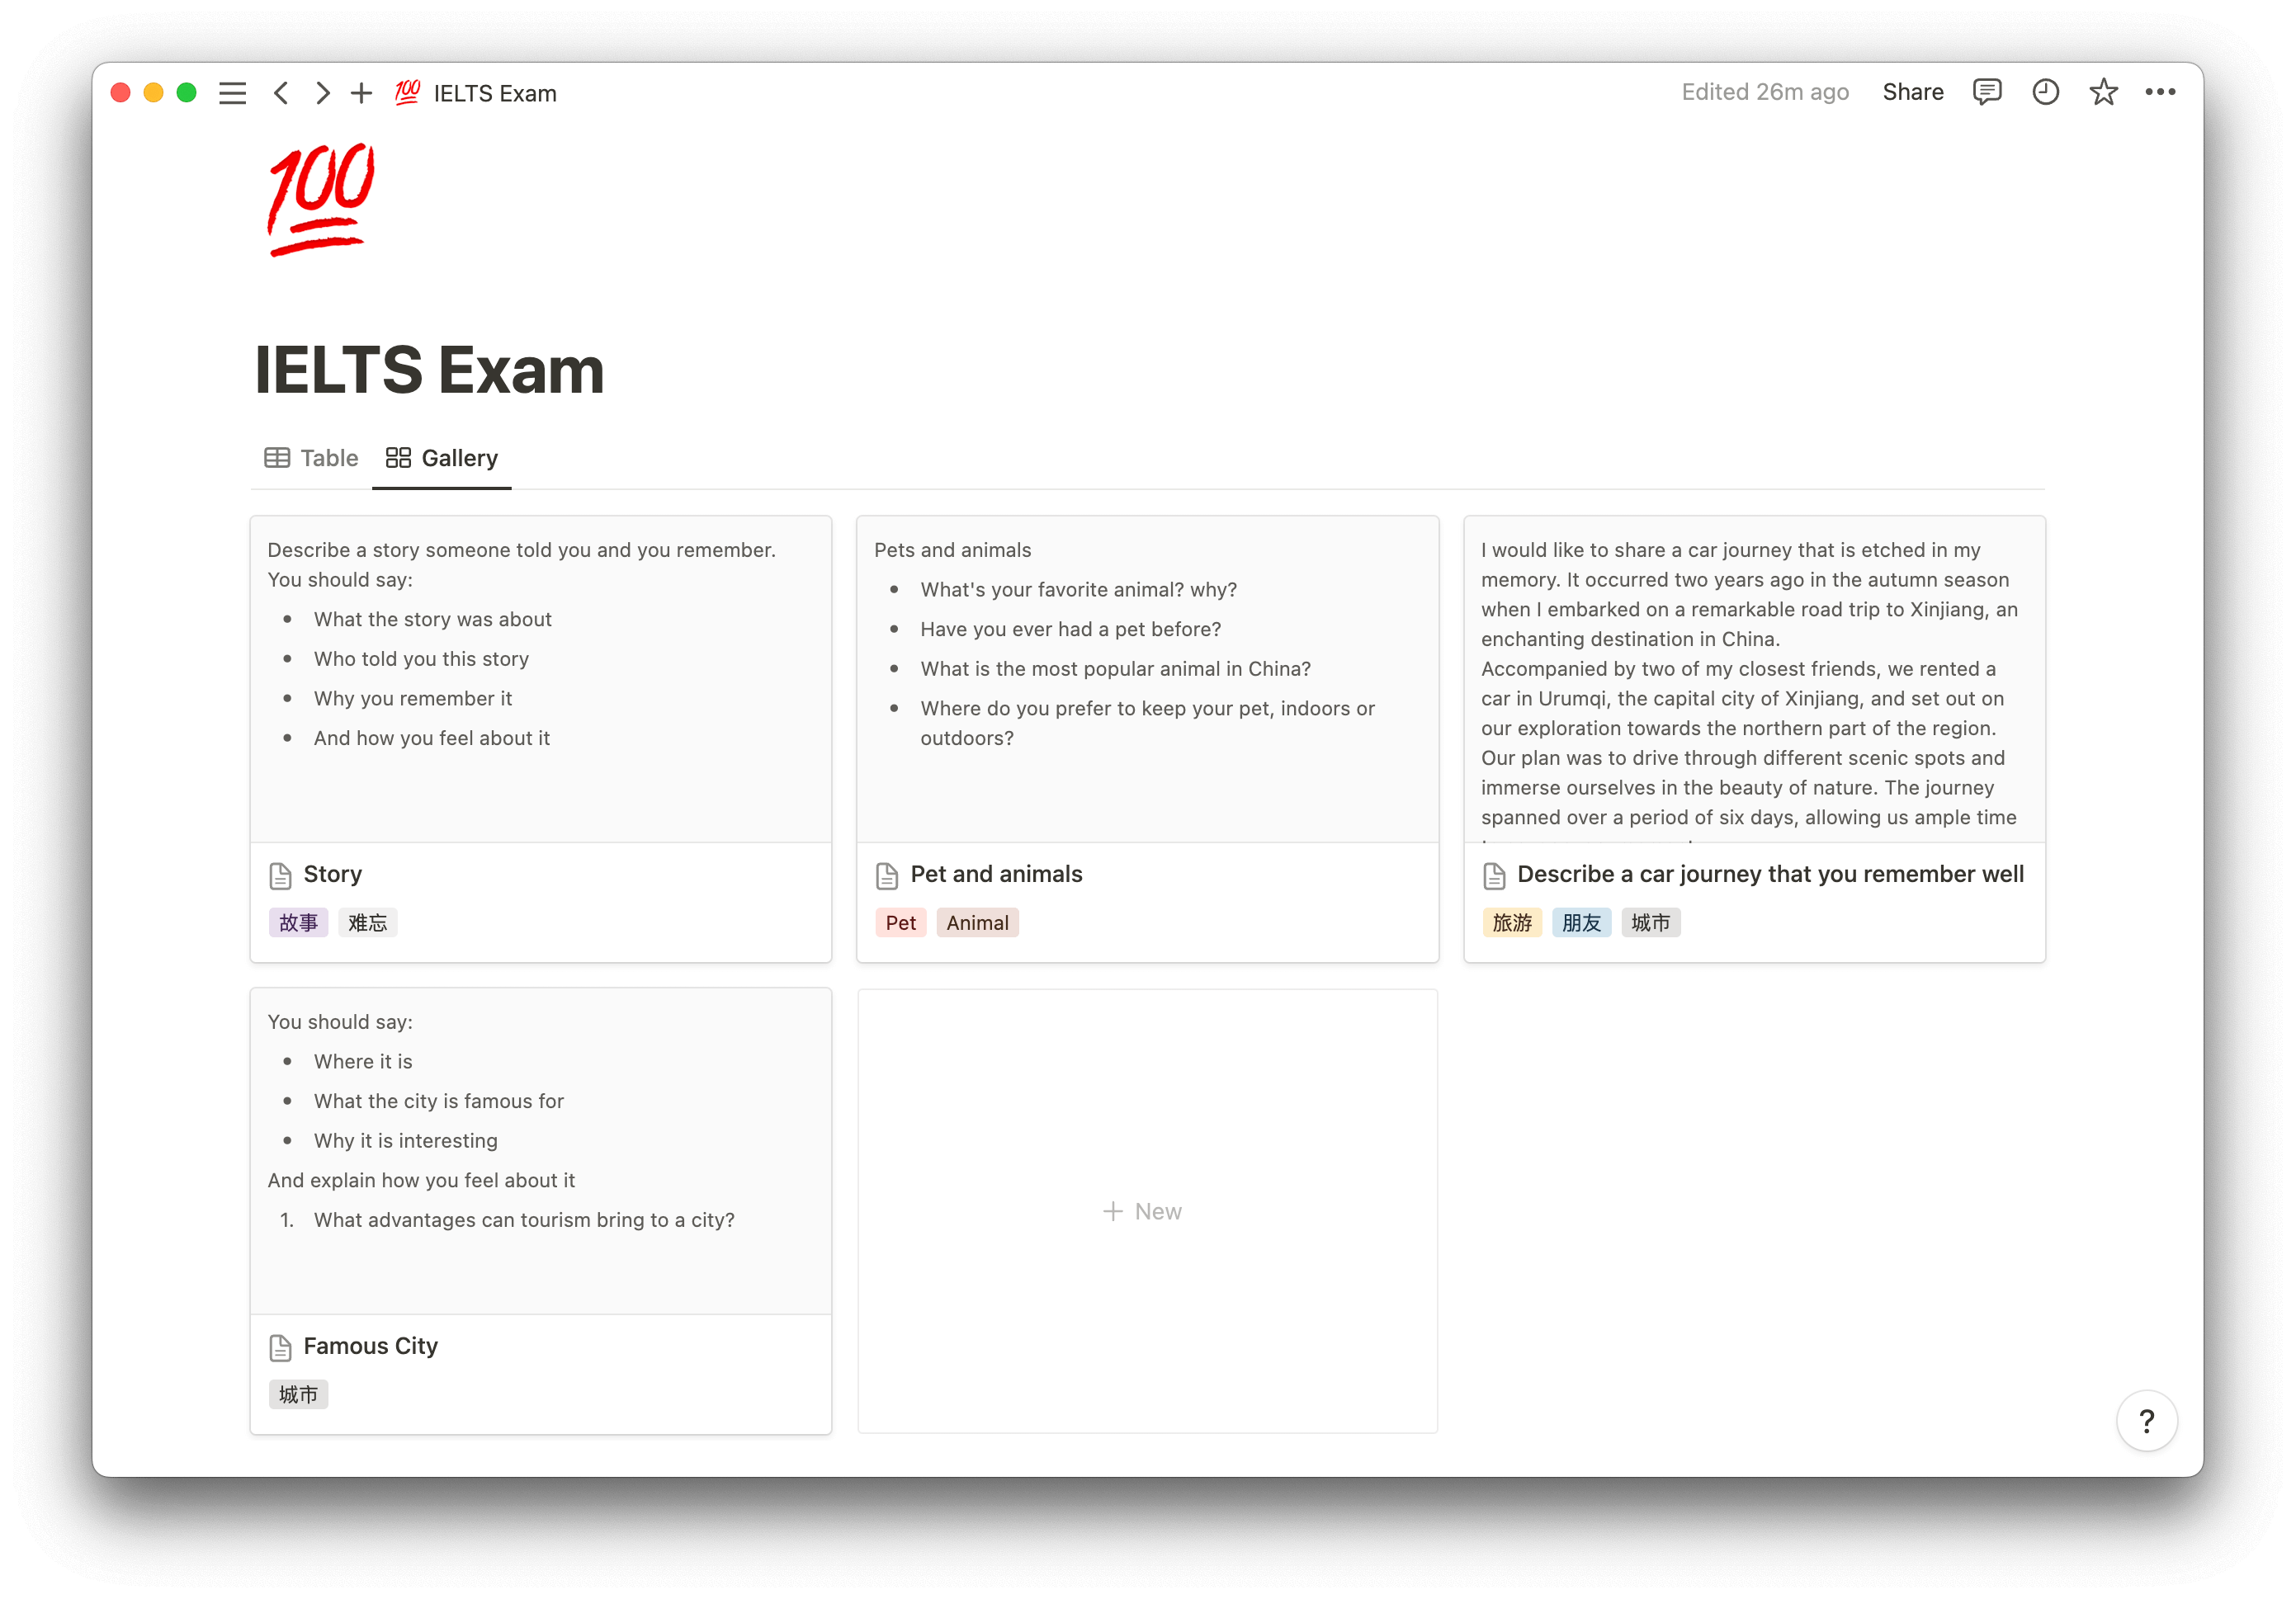 💯 IELTS Exam
Edited 26m ago Share
💯
IELTS Exam
Table Gallery
Describe a story someone told you and you remember.
You should say:
• What the story was about
• Who told you this story
• Why you remember it
• And how you feel about it
Story
故事 难忘
Pets and animals
• What's your favorite animal? why?
• Have you ever had a pet before?
• What is the most popular animal in China?
• Where do you prefer to keep your pet, indoors or
outdoors?
Pet and animals
Pet Animal
I would like to share a car journey that is etched in my
memory. It occurred two years ago in the autumn season
when I embarked on a remarkable road trip to Xinjiang, an
enchanting destination in China.
Accompanied by two of my closest friends, we rented a
car in Urumqi, the capital city of Xinjiang, and set out on
our exploration towards the northern part of the region.
Our plan was to drive through different scenic spots and
immerse ourselves in the beauty of nature. The journey
spanned over a period of six days, allowing us ample time
Describe a car journey that you remember well
旅游 朋友 城市
You should say:
• Where it is
• What the city is famous for
• Why it is interesting
And explain how you feel about it
1. What advantages can tourism bring to a city?
Famous City
城市
+ New
?